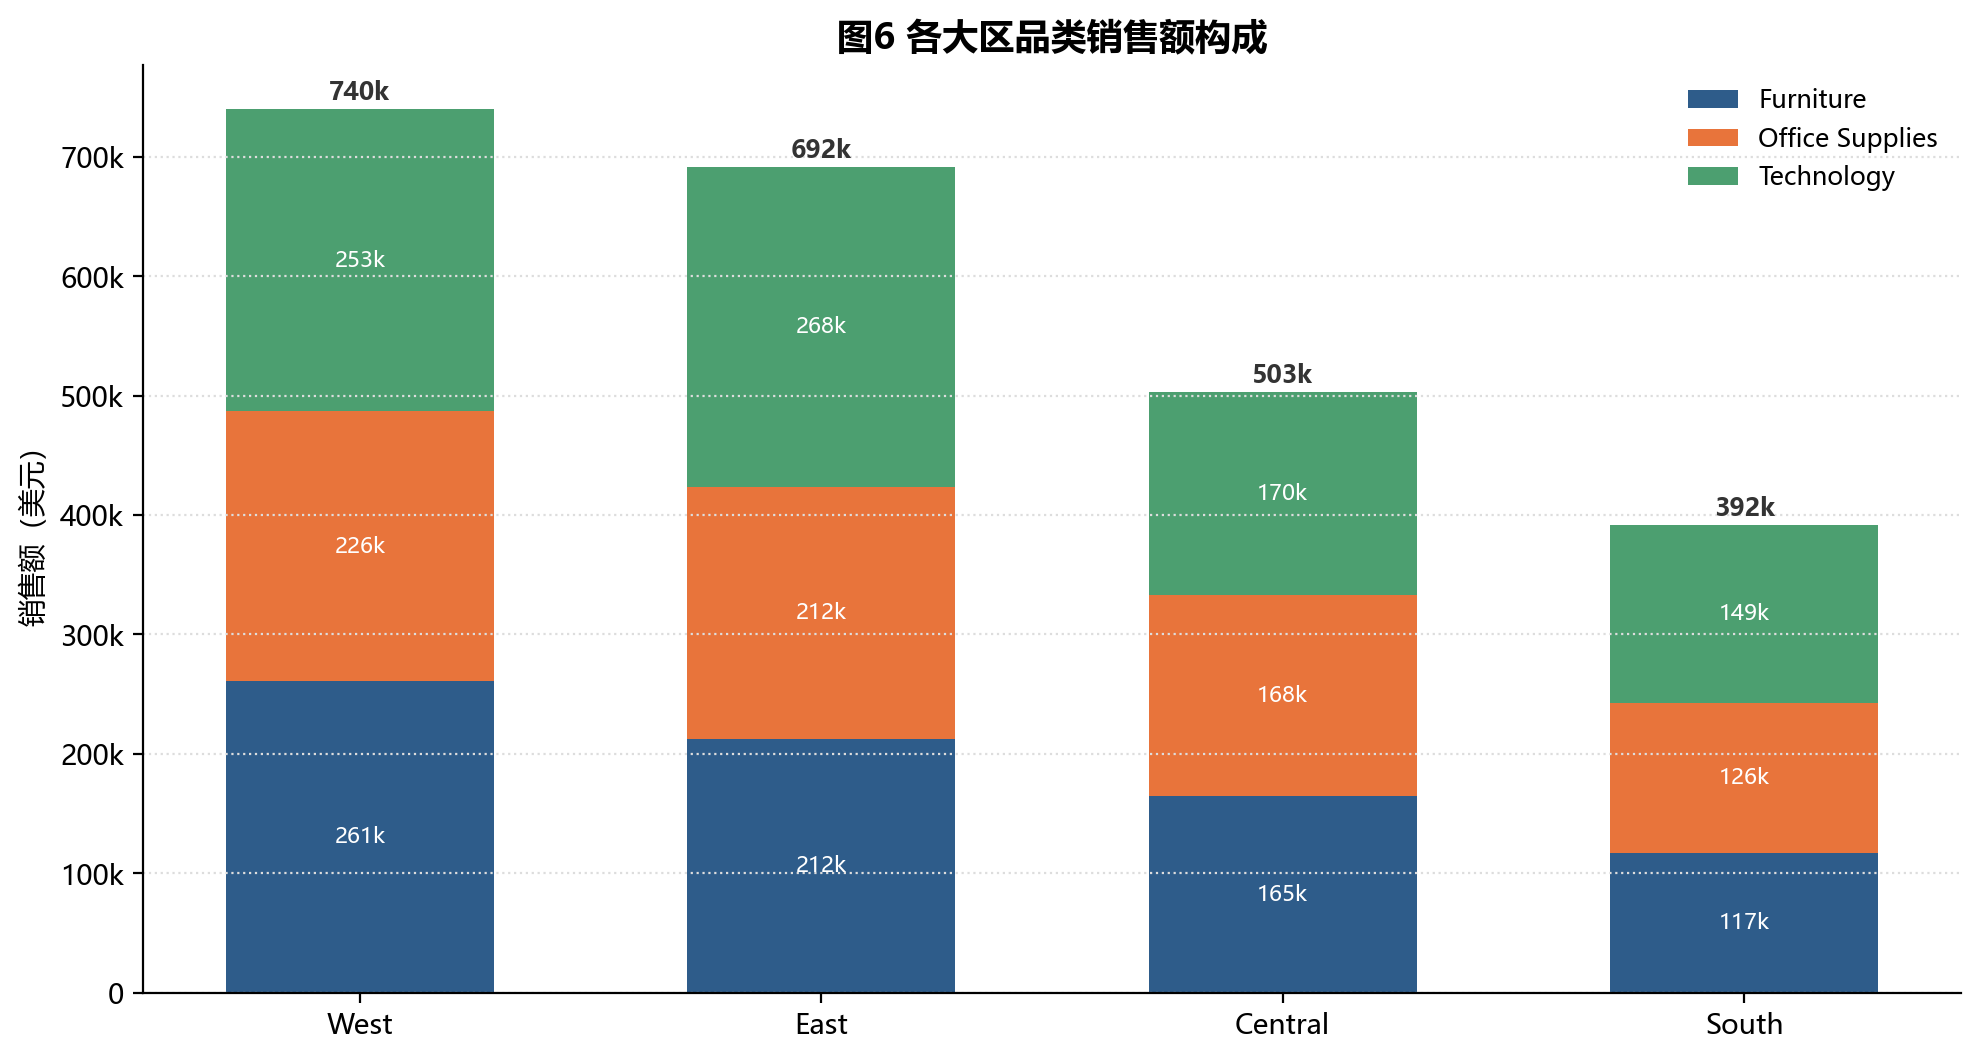 图6 各大区品类销售额构成
Furniture
Office Supplies
Technology
销售额（美元）
700k
600k
500k
400k
300k
200k
100k
0
740k
253k
226k
261k
692k
268k
212k
212k
503k
170k
168k
165k
392k
149k
126k
117k
West
East
Central
South